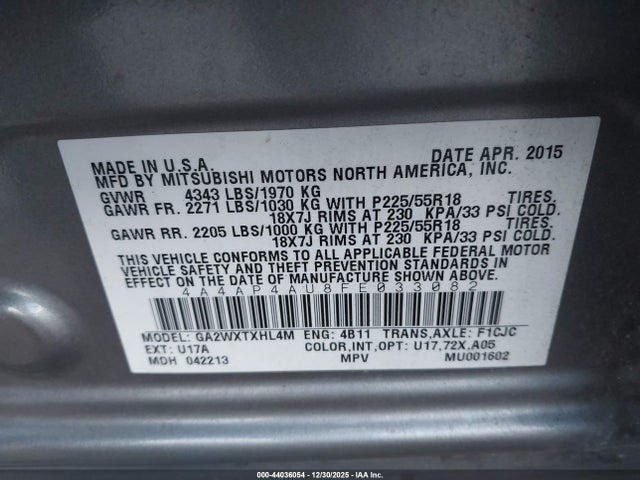 MADE IN U.S.A. DATE APR. 2015
MFD BY MITSUBISHI MOTORS NORTH AMERICA, INC.
GVWR 4343 LBS/1970 KG
GAWR FR. 2271 LBS/1030 KG WITH P225/55R18 TIRES,
18X7J RIMS AT 230 KPA/33 PSI COLD.
GAWR RR. 2205 LBS/1000 KG WITH P225/55R18 TIRES,
18X7J RIMS AT 230 KPA/33 PSI COLD.
THIS VEHICLE CONFORMS TO ALL APPLICABLE FEDERAL MOTOR
VEHICLE SAFETY AND THEFT PREVENTION STANDARDS IN
EFFECT ON THE DATE OF MANUFACTURE SHOWN ABOVE.
4A4AP4AU8FE033082
MODEL: GA2WXTXHL4M ENG: 4B11 TRANS,AXLE: F1CJC
EXT: U17A COLOR,INT,OPT: U17,72X,A05
MDH 042213 MPV MU001602
000-44036054 - 12/30/2025 - IAA Inc.